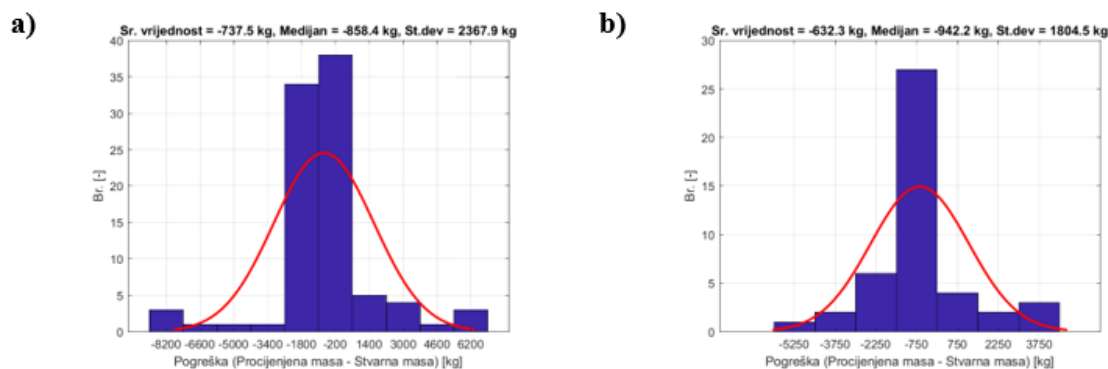 a)
Sr. vrijednost = -737.5 kg, Medijan = -858.4 kg, St.dev = 2367.9 kg
40
35
30
25
20
15
10
5
0
Br. [-]
-8200 -6600 -5000 -3400 -1800 -200 1400 3000 4600 6200
Pogreška (Procijenjena masa - Stvarna masa) [kg]
b)
Sr. vrijednost = -632.3 kg, Medijan = -942.2 kg, St.dev = 1804.5 kg
30
25
20
15
10
5
0
Br. [-]
-5250 -3750 -2250 -750 750 2250 3750
Pogreška (Procijenjena masa - Stvarna masa) [kg]